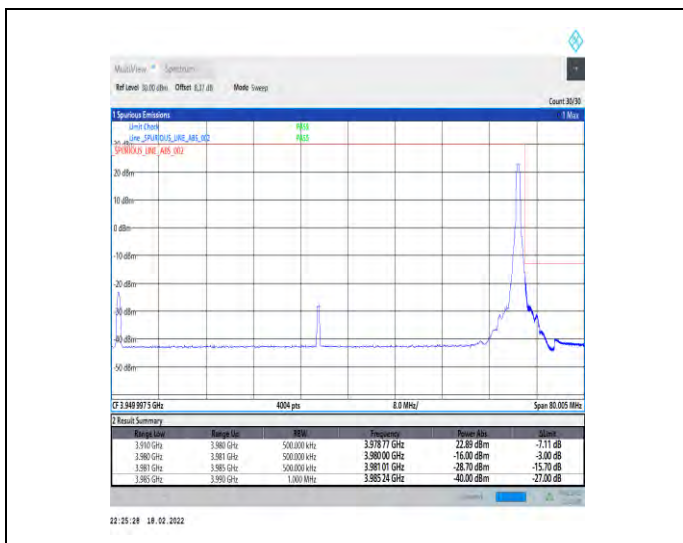 MultiView Spectrum
Ref Level 30.00 dBm Offset 8.37 dB Mode Sweep
Count 30/30
1 Spurious Emissions 1 Max
Limit Check PASS
Line _SPURIOUS_LINE_ABS_002 PASS
_SPURIOUS_LINE_ABS_002
20 dBm
10 dBm
0 dBm
-10 dBm
-20 dBm
-30 dBm
-40 dBm
-50 dBm
CF 3.949 997 5 GHz 4004 pts 8.0 MHz/ Span 80.005 MHz
2 Result Summary
Range Low Range Up RBW Frequency Power Abs ΔLimit
3.910 GHz 3.980 GHz 500.000 kHz 3.978 77 GHz 22.89 dBm -7.11 dB
3.980 GHz 3.981 GHz 500.000 kHz 3.980 00 GHz -16.00 dBm -3.00 dB
3.981 GHz 3.985 GHz 500.000 kHz 3.981 01 GHz -28.70 dBm -15.70 dB
3.985 GHz 3.990 GHz 1.000 MHz 3.985 24 GHz -40.00 dBm -27.00 dB
22:25:28 18.02.2022